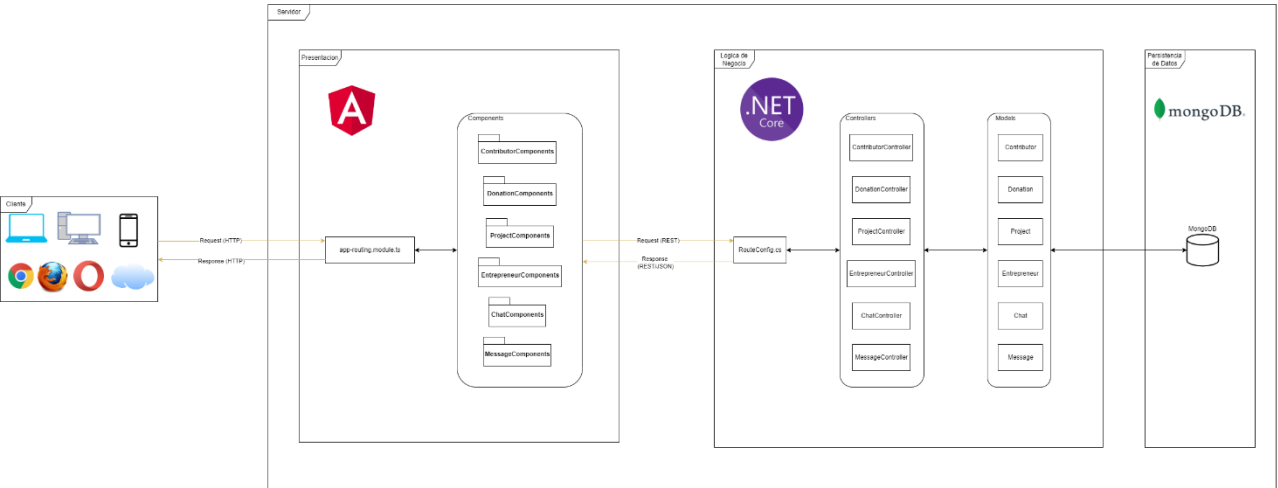 Servidor
Presentacion
Components
ContributorComponents
DonationComponents
ProjectComponents
EntrepreneurComponents
ChatComponents
MessageComponents
app-routing.module.ts
Cliente
Request (HTTP)
Response (HTTP)
Request (REST)
Response
(REST/JSON)
Logica de
Negocio
.NET
Core
RouteConfig.cs
Controllers
ContributorController
DonationController
ProjectController
EntrepreneurController
ChatController
MessageController
Models
Contributor
Donation
Project
Entrepreneur
Chat
Message
Persistencia
de Datos
mongoDB.
MongoDB